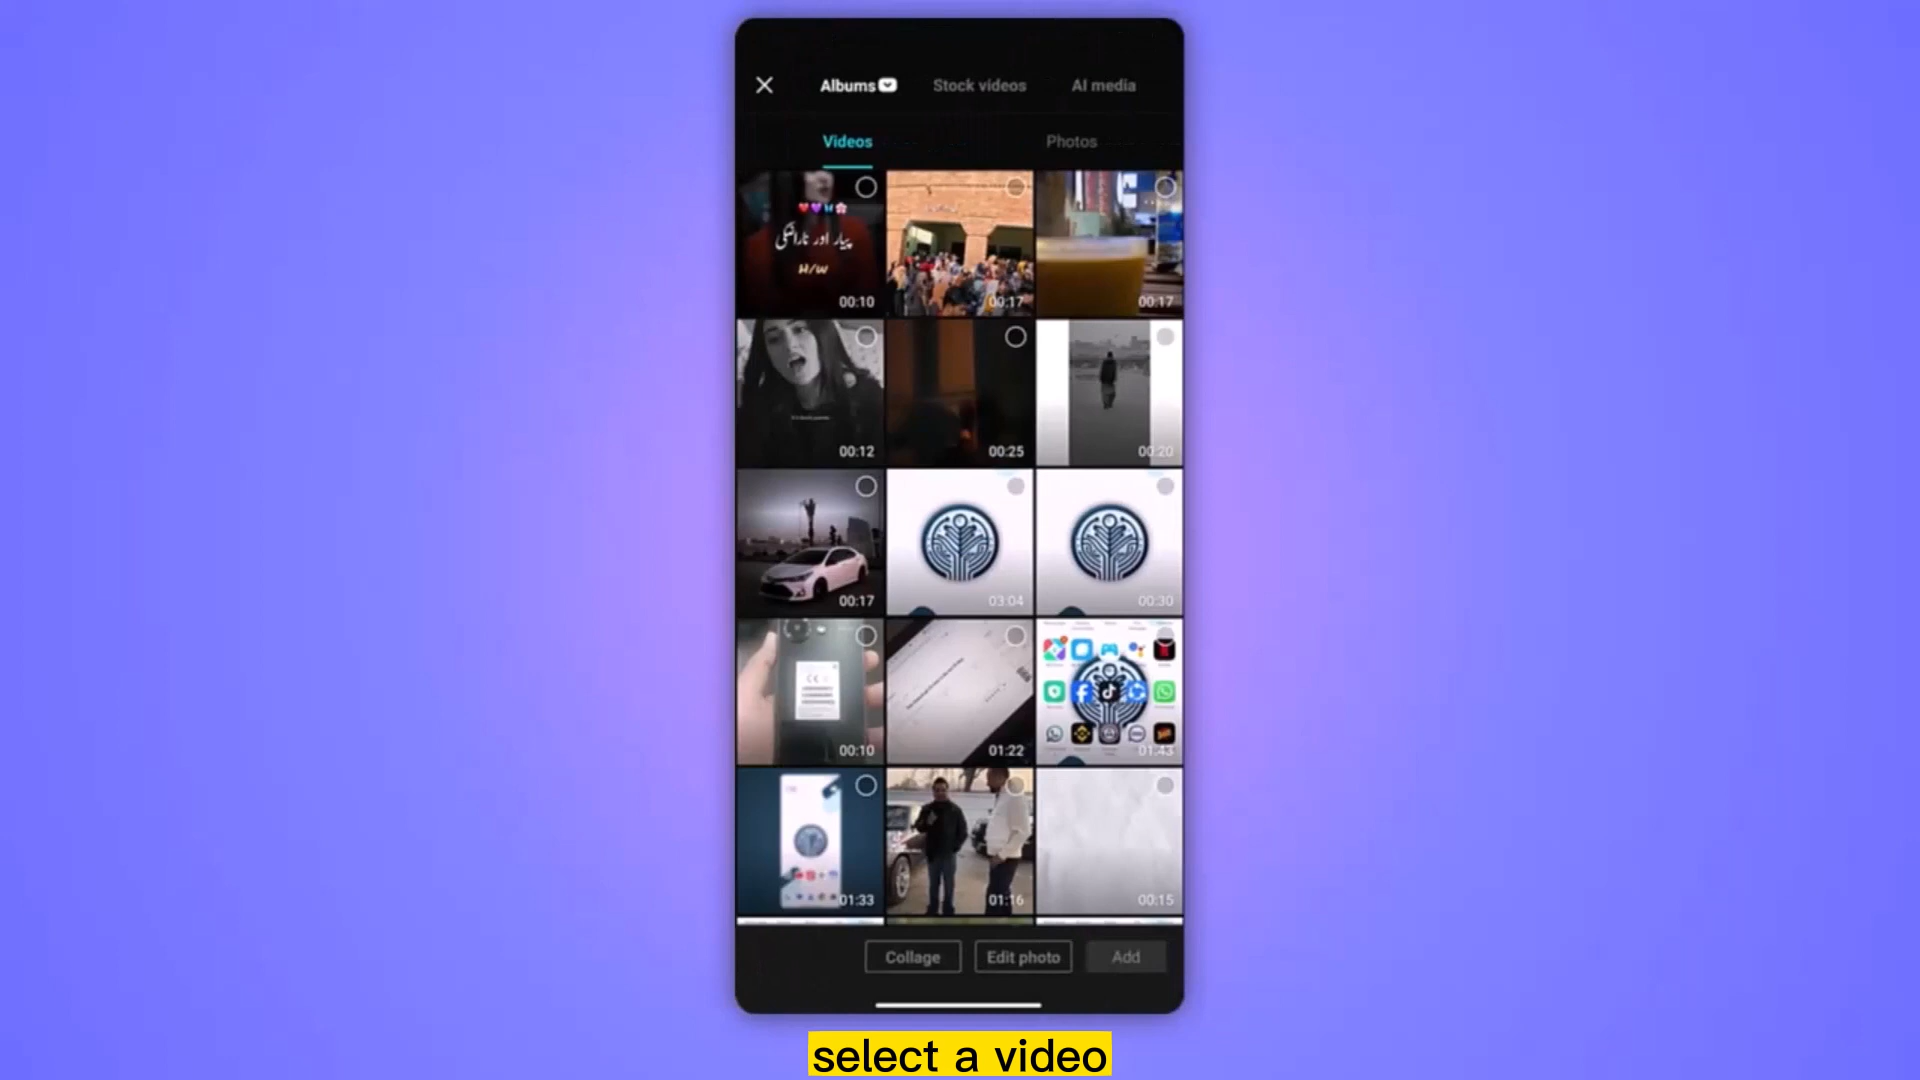 Albums
Stock videos
AI media
Videos
Photos
پیار اور ناراضگی
H/W
00:10
00:17
00:17
00:12
00:25
00:20
00:17
03:04
00:30
00:10
01:22
01:43
01:33
01:16
00:15
Collage
Edit photo
Add
select a video